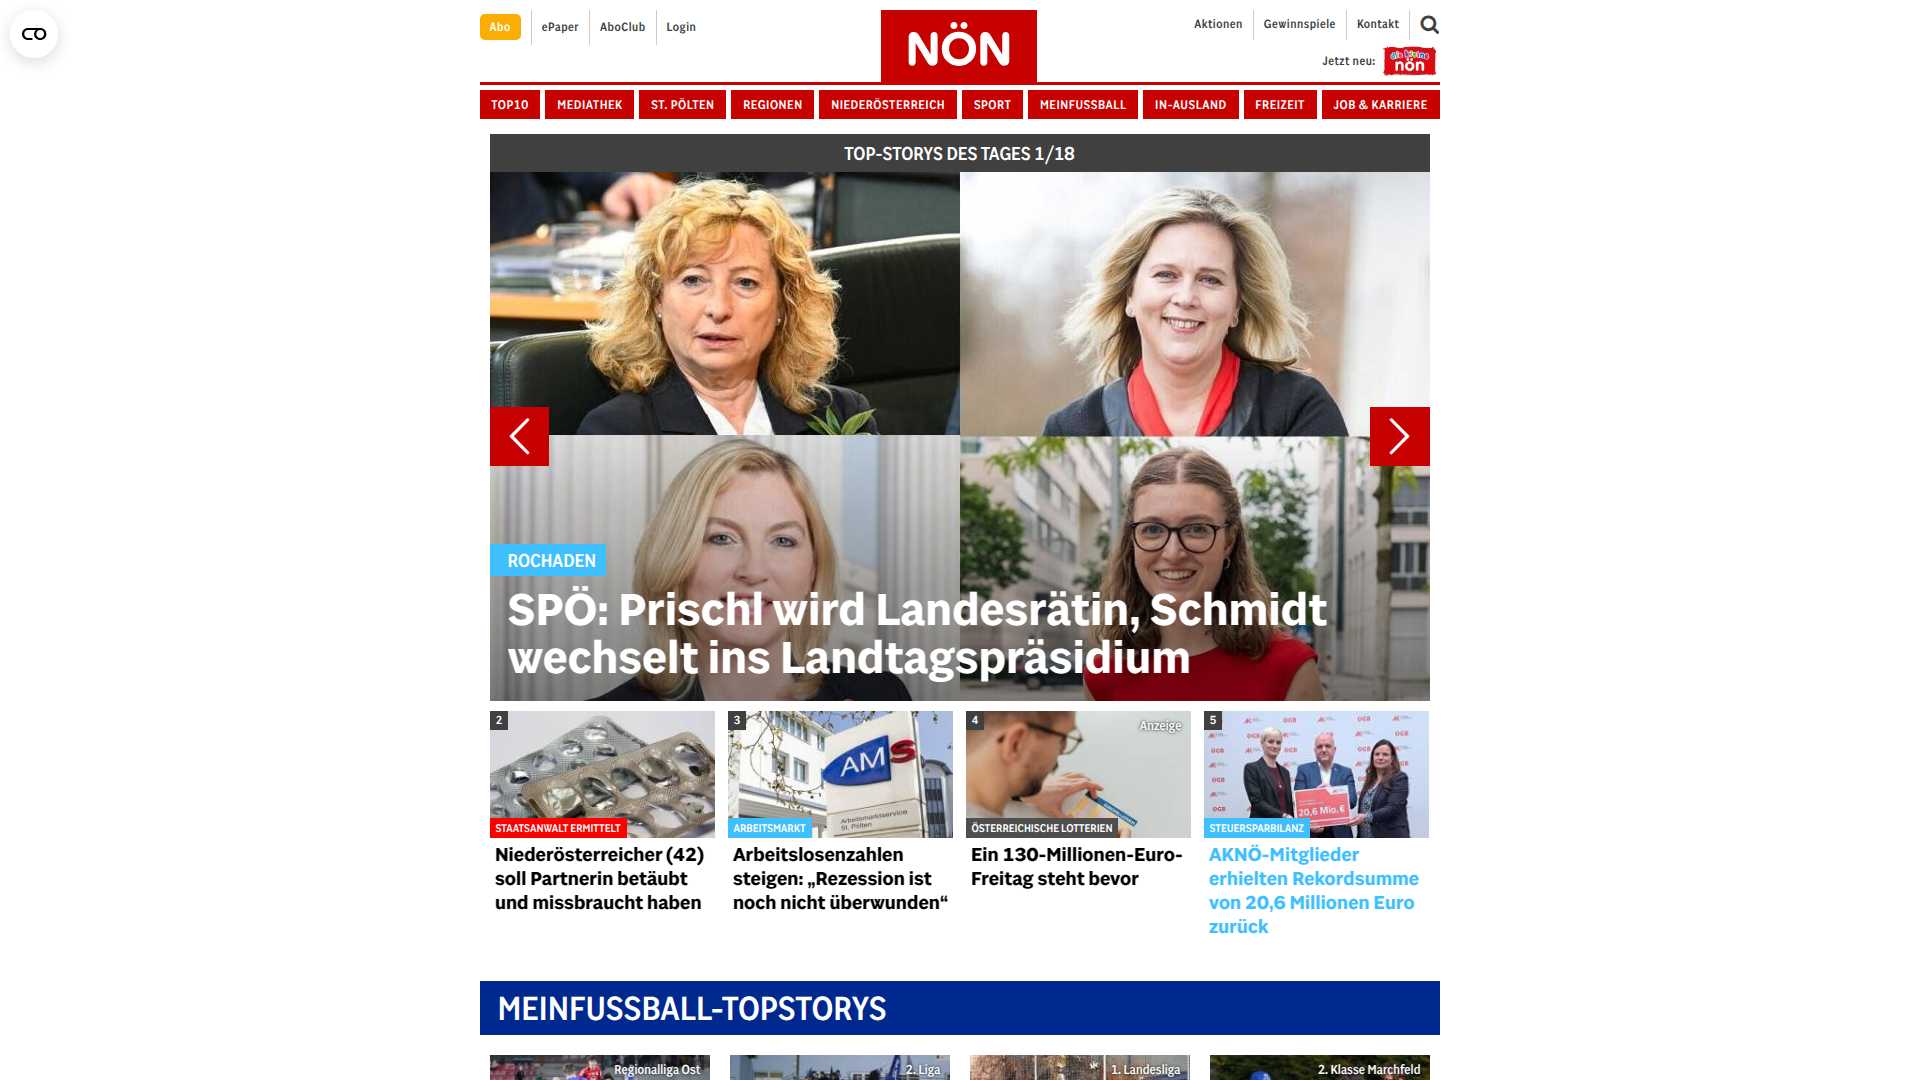 Abo
ePaper
AboClub
Login
NÖN
Aktionen
Gewinnspiele
Kontakt
Jetzt neu:
die kleine
nön
TOP10
MEDIATHEK
ST. PÖLTEN
REGIONEN
NIEDERÖSTERREICH
SPORT
MEINFUSSBALL
IN-AUSLAND
FREIZEIT
JOB & KARRIERE
TOP-STORYS DES TAGES 1/18
ROCHADEN
SPÖ: Prischl wird Landesrätin, Schmidt
wechselt ins Landtagspräsidium
2
STAATSANWALT ERMITTELT
Niederösterreicher (42)
soll Partnerin betäubt
und missbraucht haben
3
AMS
Arbeitsmarktservice
St. Pölten
ARBEITSMARKT
Arbeitslosenzahlen
steigen: „Rezession ist
noch nicht überwunden“
4
Anzeige
ÖSTERREICHISCHE LOTTERIEN
Ein 130-Millionen-Euro-
Freitag steht bevor
5
ÖGB
20,6 Mio. €
STEUERSPARBILANZ
AKNÖ-Mitglieder
erhielten Rekordsumme
von 20,6 Millionen Euro
zurück
MEINFUSSBALL-TOPSTORYS
Regionalliga Ost
2. Liga
1. Landesliga
2. Klasse Marchfeld